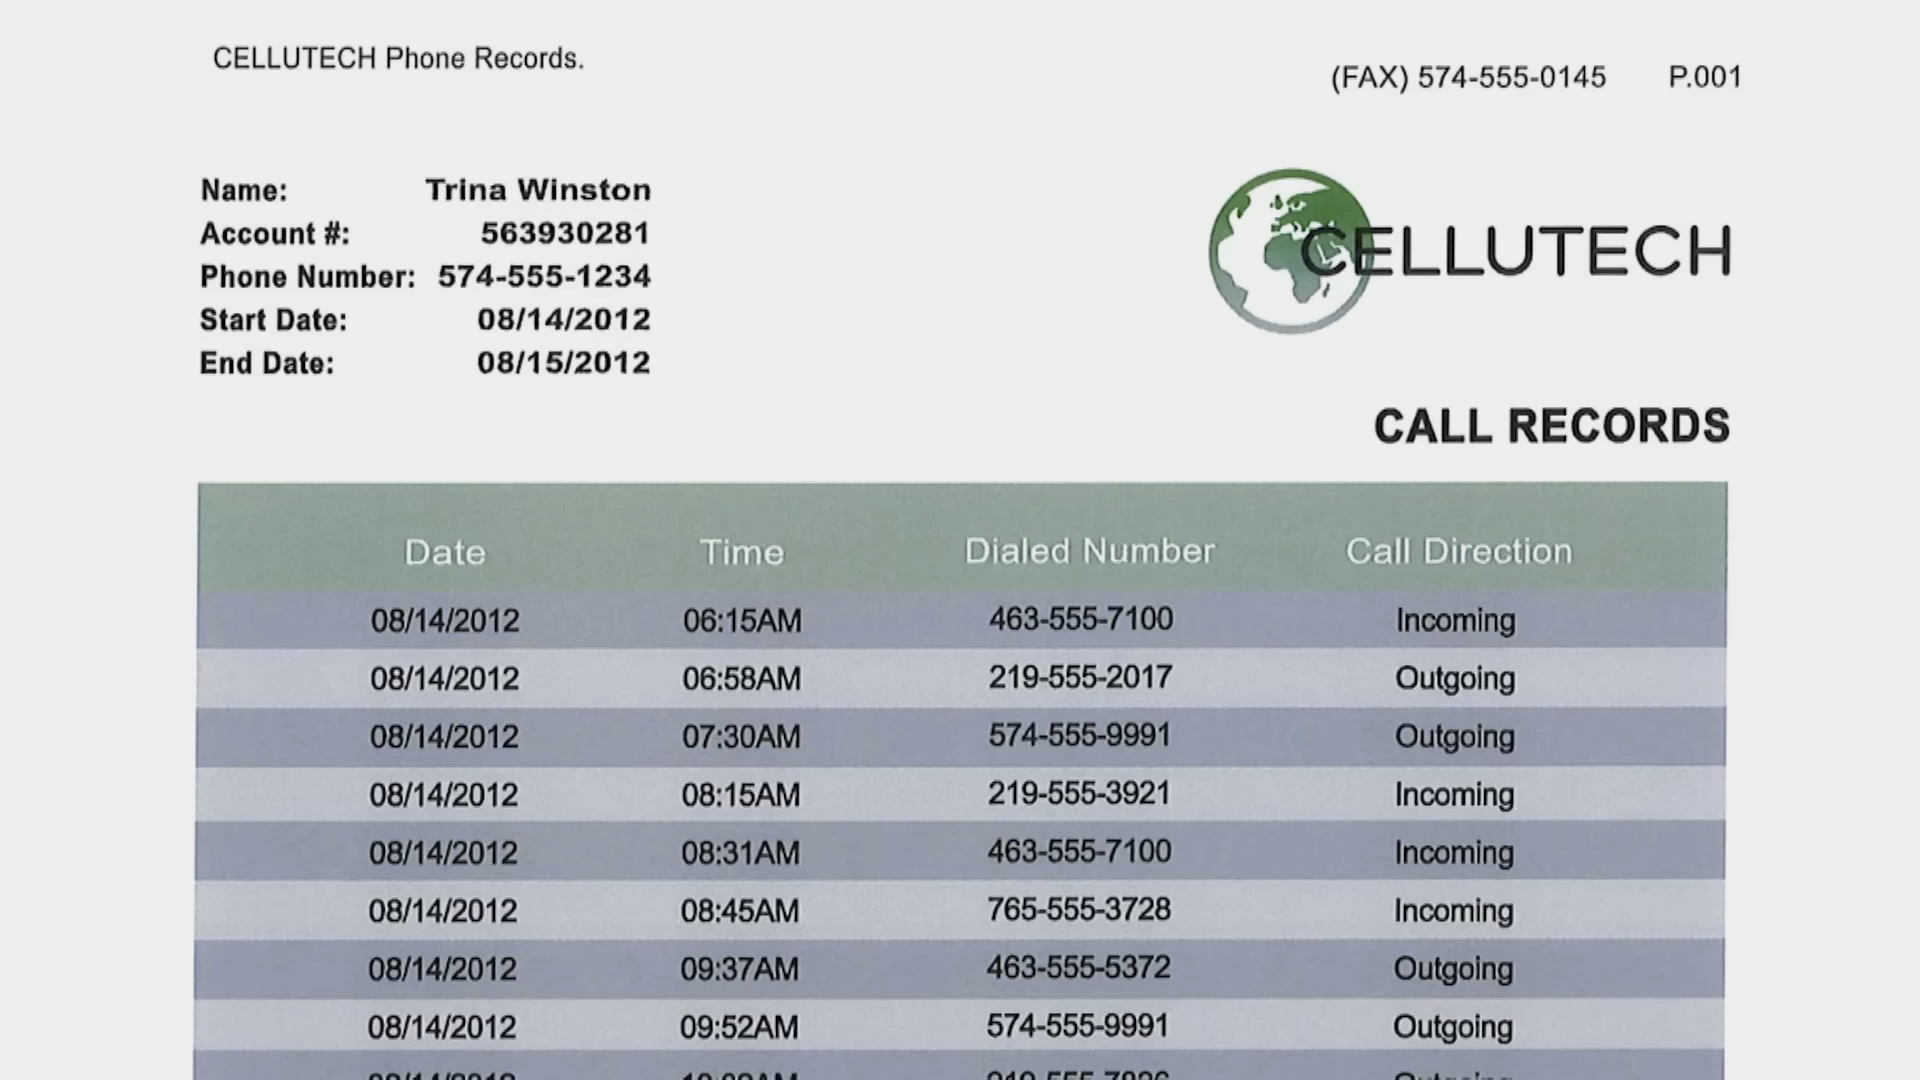 CELLUTECH Phone Records.
(FAX) 574-555-0145 P.001
Name: Trina Winston
Account #: 563930281
Phone Number: 574-555-1234
Start Date: 08/14/2012
End Date: 08/15/2012
CELLUTECH
CALL RECORDS
Date Time Dialed Number Call Direction
08/14/2012 06:15AM 463-555-7100 Incoming
08/14/2012 06:58AM 219-555-2017 Outgoing
08/14/2012 07:30AM 574-555-9991 Outgoing
08/14/2012 08:15AM 219-555-3921 Incoming
08/14/2012 08:31AM 463-555-7100 Incoming
08/14/2012 08:45AM 765-555-3728 Incoming
08/14/2012 09:37AM 463-555-5372 Outgoing
08/14/2012 09:52AM 574-555-9991 Outgoing